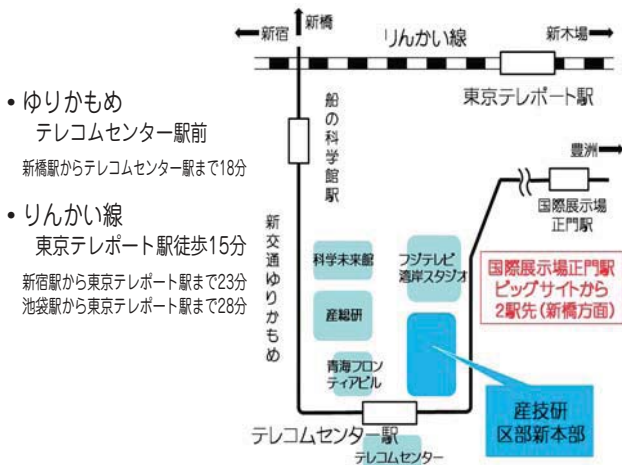 • ゆりかもめ
テレコムセンター駅前
新橋駅からテレコムセンター駅まで18分
• りんかい線
東京テレポート駅徒歩15分
新宿駅から東京テレポート駅まで23分
池袋駅から東京テレポート駅まで28分
新宿
新橋
りんかい線
新木場
東京テレポート駅
船の科学館駅
豊洲
国際展示場
正門駅
新交通ゆりかもめ
科学未来館
フジテレビ
湾岸スタジオ
国際展示場正門駅
ビッグサイトから
2駅先(新橋方面)
産総研
青海フロン
ティアビル
産技研
区部新本部
テレコムセンター駅
テレコムセンター